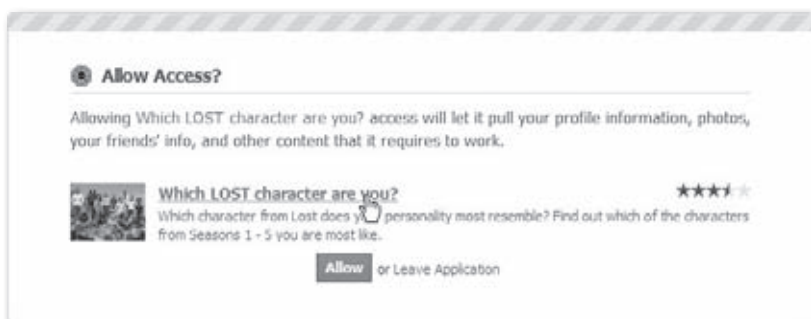 Allow Access?
Allowing Which LOST character are you? access will let it pull your profile information, photos,
your friends' info, and other content that it requires to work.
Which LOST character are you?
Which character from Lost does y personality most resemble? Find out which of the characters
from Seasons 1 - 5 you are most like.
Allow or Leave Application